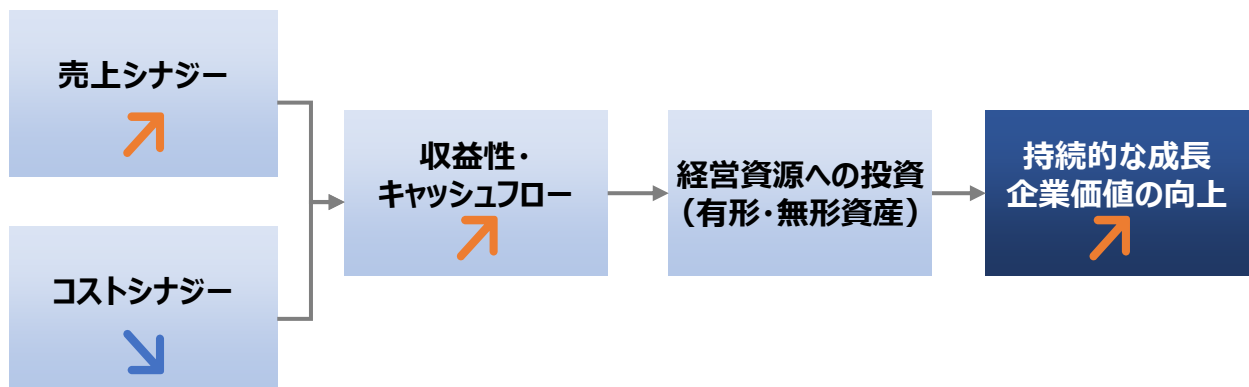 売上シナジー
コストシナジー
収益性・
キャッシュフロー
経営資源への投資
（有形・無形資産）
持続的な成長
企業価値の向上